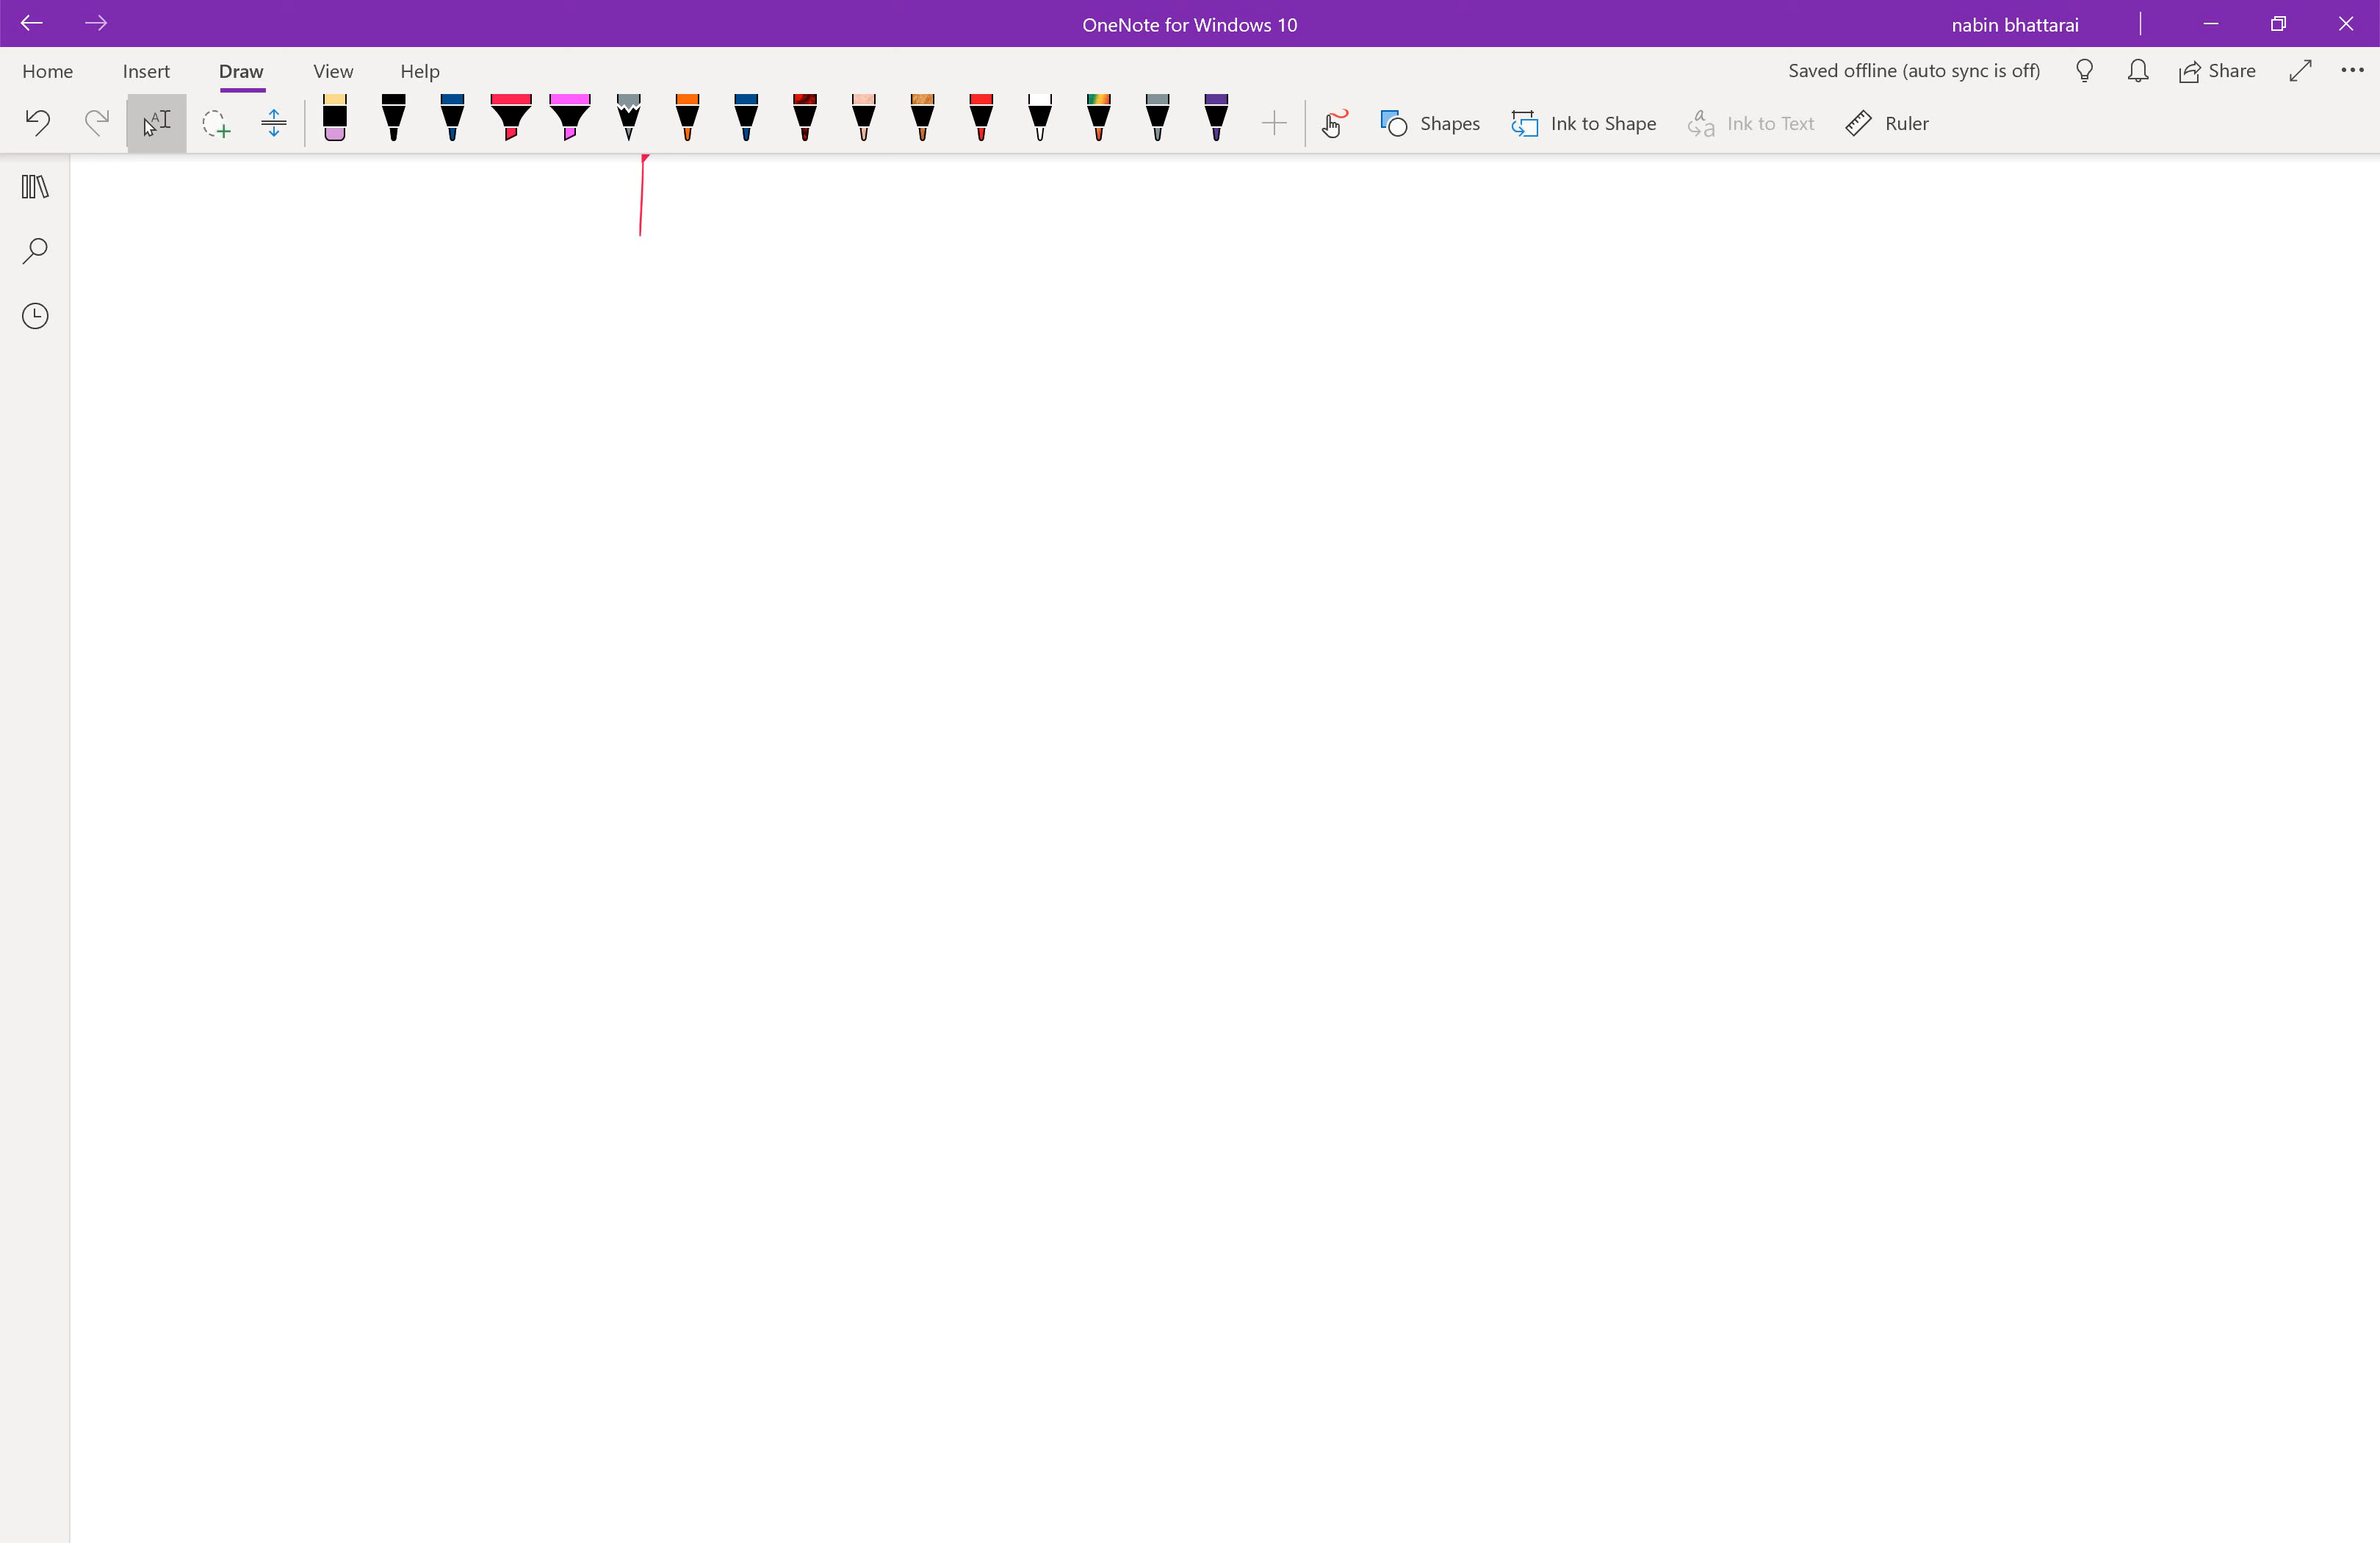 OneNote for Windows 10
nabin bhattarai
Home
Insert
Draw
View
Help
Saved offline (auto sync is off)
Share
Shapes
Ink to Shape
Ink to Text
Ruler